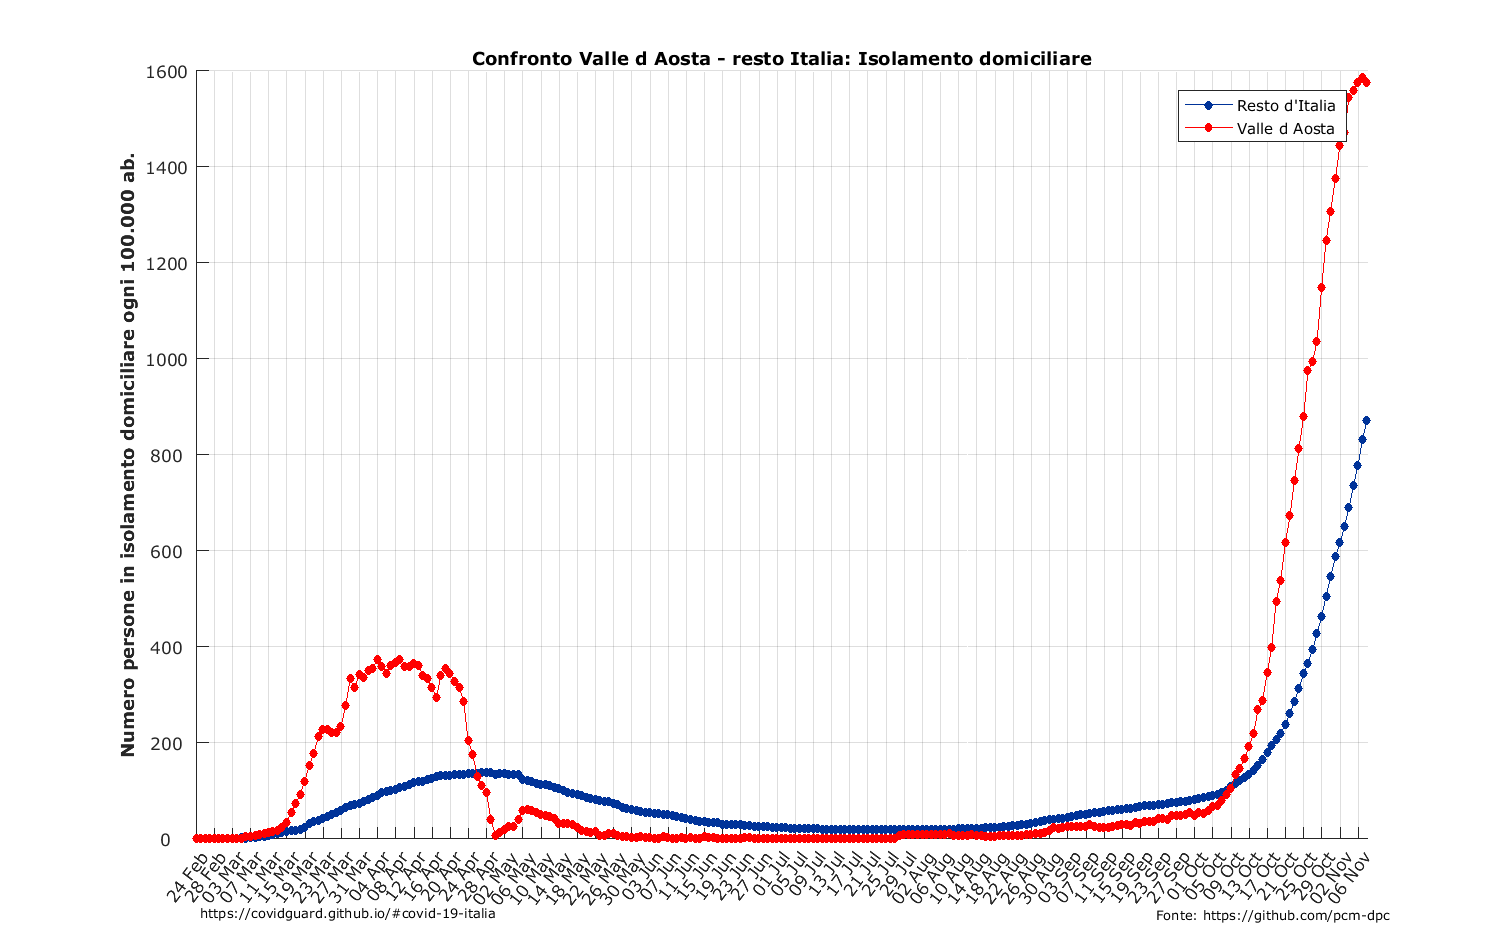 Confronto Valle d Aosta - resto Italia: Isolamento domiciliare
Numero persone in isolamento domiciliare ogni 100.000 ab.
1600
1400
1200
1000
800
600
400
200
0
Resto d'Italia
Valle d Aosta
24 Feb
28 Feb
03 Mar
07 Mar
11 Mar
15 Mar
19 Mar
23 Mar
27 Mar
31 Mar
04 Apr
08 Apr
12 Apr
16 Apr
20 Apr
24 Apr
28 Apr
02 May
06 May
10 May
14 May
18 May
22 May
26 May
30 May
03 Jun
07 Jun
11 Jun
15 Jun
19 Jun
23 Jun
27 Jun
01 Jul
05 Jul
09 Jul
13 Jul
17 Jul
21 Jul
25 Jul
29 Jul
02 Aug
06 Aug
10 Aug
14 Aug
18 Aug
22 Aug
26 Aug
30 Aug
03 Sep
07 Sep
11 Sep
15 Sep
19 Sep
23 Sep
27 Sep
01 Oct
05 Oct
09 Oct
13 Oct
17 Oct
21 Oct
25 Oct
29 Oct
02 Nov
06 Nov
https://covidguard.github.io/#covid-19-italia
Fonte: https://github.com/pcm-dpc